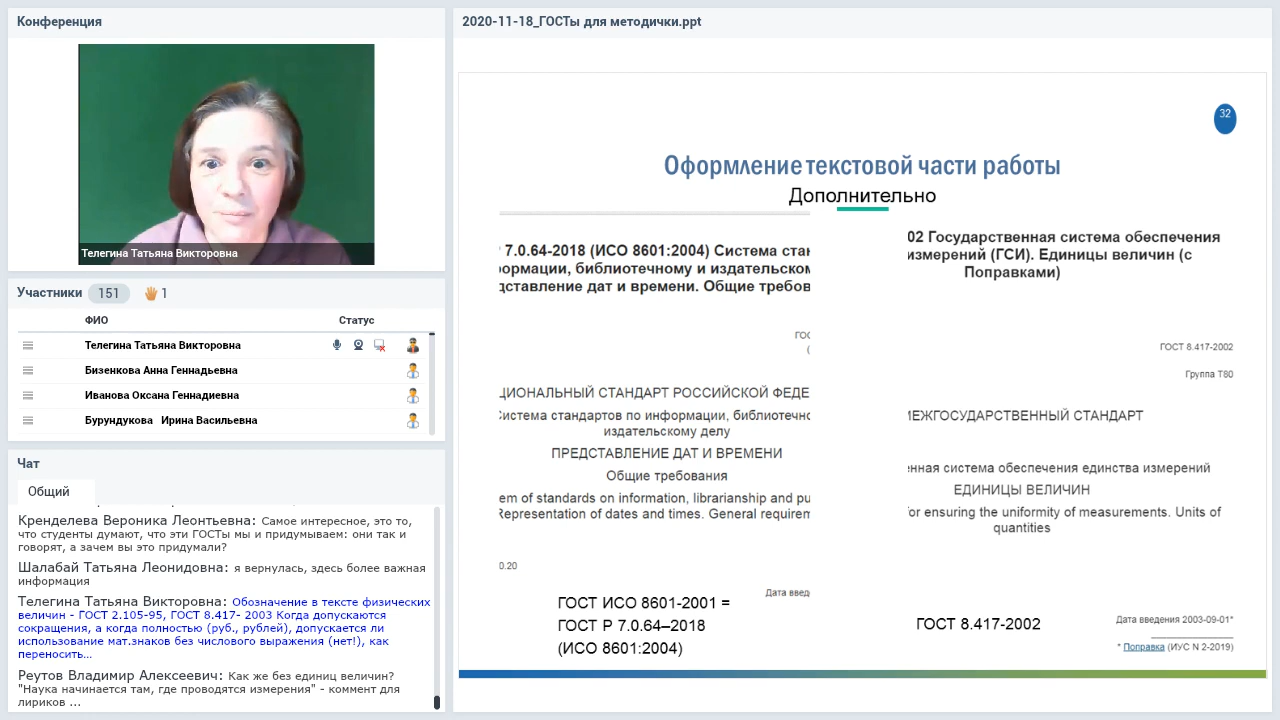 Конференция
Телегина Татьяна Викторовна
Участники 151 1
ФИО Статус
Телегина Татьяна Викторовна
Бизенкова Анна Геннадьевна
Иванова Оксана Геннадиевна
Бурундукова Ирина Васильевна
Чат
Общий
Кренделева Вероника Леонтьевна: Самое интересное, это то,
что студенты думают, что эти ГОСТы мы и придумываем: они так и
говорят, а зачем вы это придумали?
Шалабай Татьяна Леонидовна: я вернулась, здесь более важная
информация
Телегина Татьяна Викторовна: Обозначение в тексте физических
величин - ГОСТ 2.105-95, ГОСТ 8.417- 2003 Когда допускаются
сокращения, а когда полностью (руб., рублей), допускается ли
использование мат.знаков без числового выражения (нет!), как
переносить...
Реутов Владимир Алексеевич: Как же без единиц величин?
"Наука начинается там, где проводятся измерения" - коммент для
лириков ...
2020-11-18_ГОСТы для методички.ppt
32
Оформление текстовой части работы
Дополнительно
7.0.64-2018 (ИСО 8601:2004) Система стан
ормации, библиотечному и издательском
дставление дат и времени. Общие требов
ГОС
(
ЦИОНАЛЬНЫЙ СТАНДАРТ РОССИЙСКОЙ ФЕДЕ
Система стандартов по информации, библиотечно
издательскому делу
ПРЕДСТАВЛЕНИЕ ДАТ И ВРЕМЕНИ
Общие требования
em of standards on information, librarianship and pu
Representation of dates and times. General requirem
0.20
Дата введ
ГОСТ ИСО 8601-2001 =
ГОСТ Р 7.0.64–2018
(ИСО 8601:2004)
02 Государственная система обеспечения
измерений (ГСИ). Единицы величин (с
Поправками)
ГОСТ 8.417-2002
Группа Т80
МЕЖГОСУДАРСТВЕННЫЙ СТАНДАРТ
енная система обеспечения единства измерений
ЕДИНИЦЫ ВЕЛИЧИН
for ensuring the uniformity of measurements. Units of
quantities
ГОСТ 8.417-2002
Дата введения 2003-09-01*
* Поправка (ИУС N 2-2019)